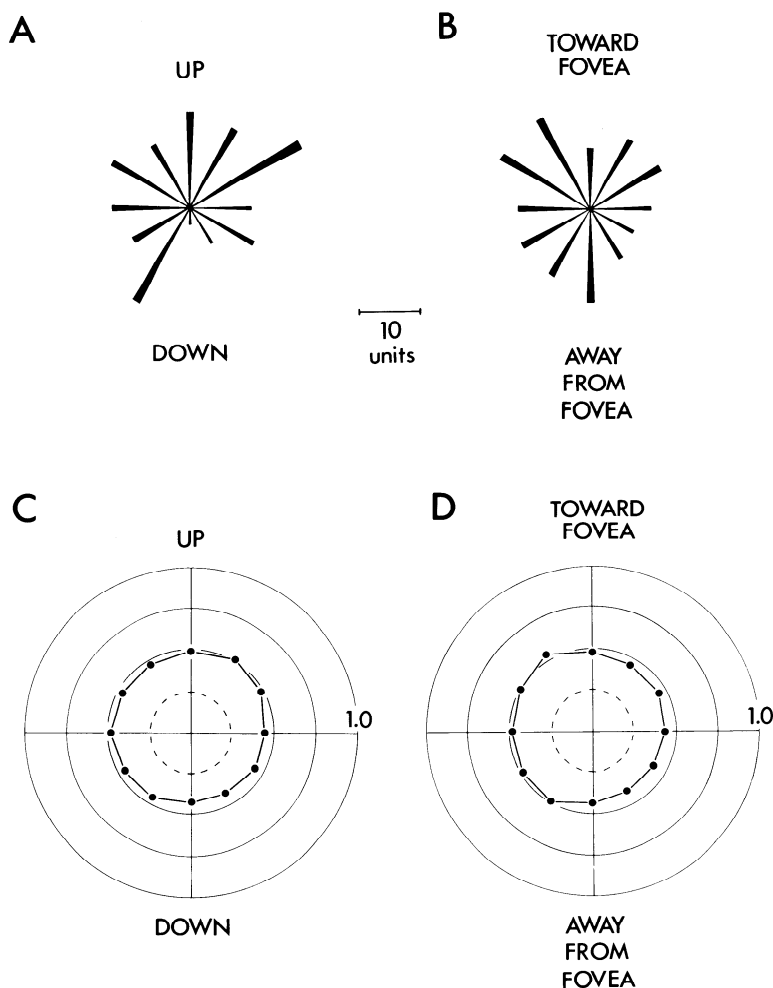 A
UP
DOWN
B
TOWARD
FOVEA
AWAY
FROM
FOVEA
10
units
C
UP
1.0
DOWN
D
TOWARD
FOVEA
1.0
AWAY
FROM
FOVEA